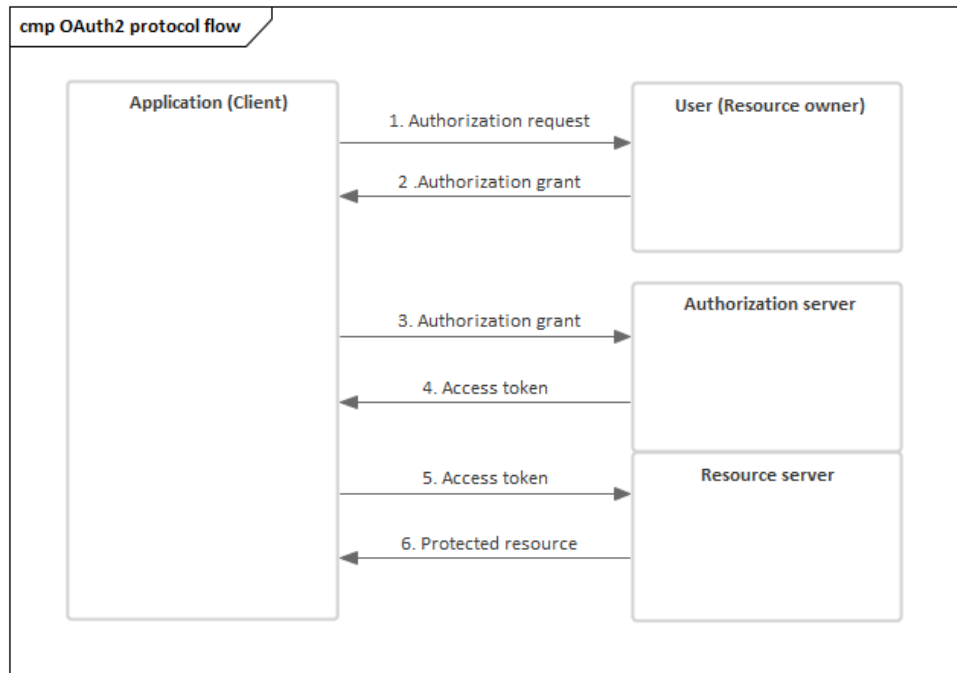 cmp OAuth2 protocol flow
Application (Client)
User (Resource owner)
1. Authorization request
2 .Authorization grant
Authorization server
3. Authorization grant
4. Access token
Resource server
5. Access token
6. Protected resource